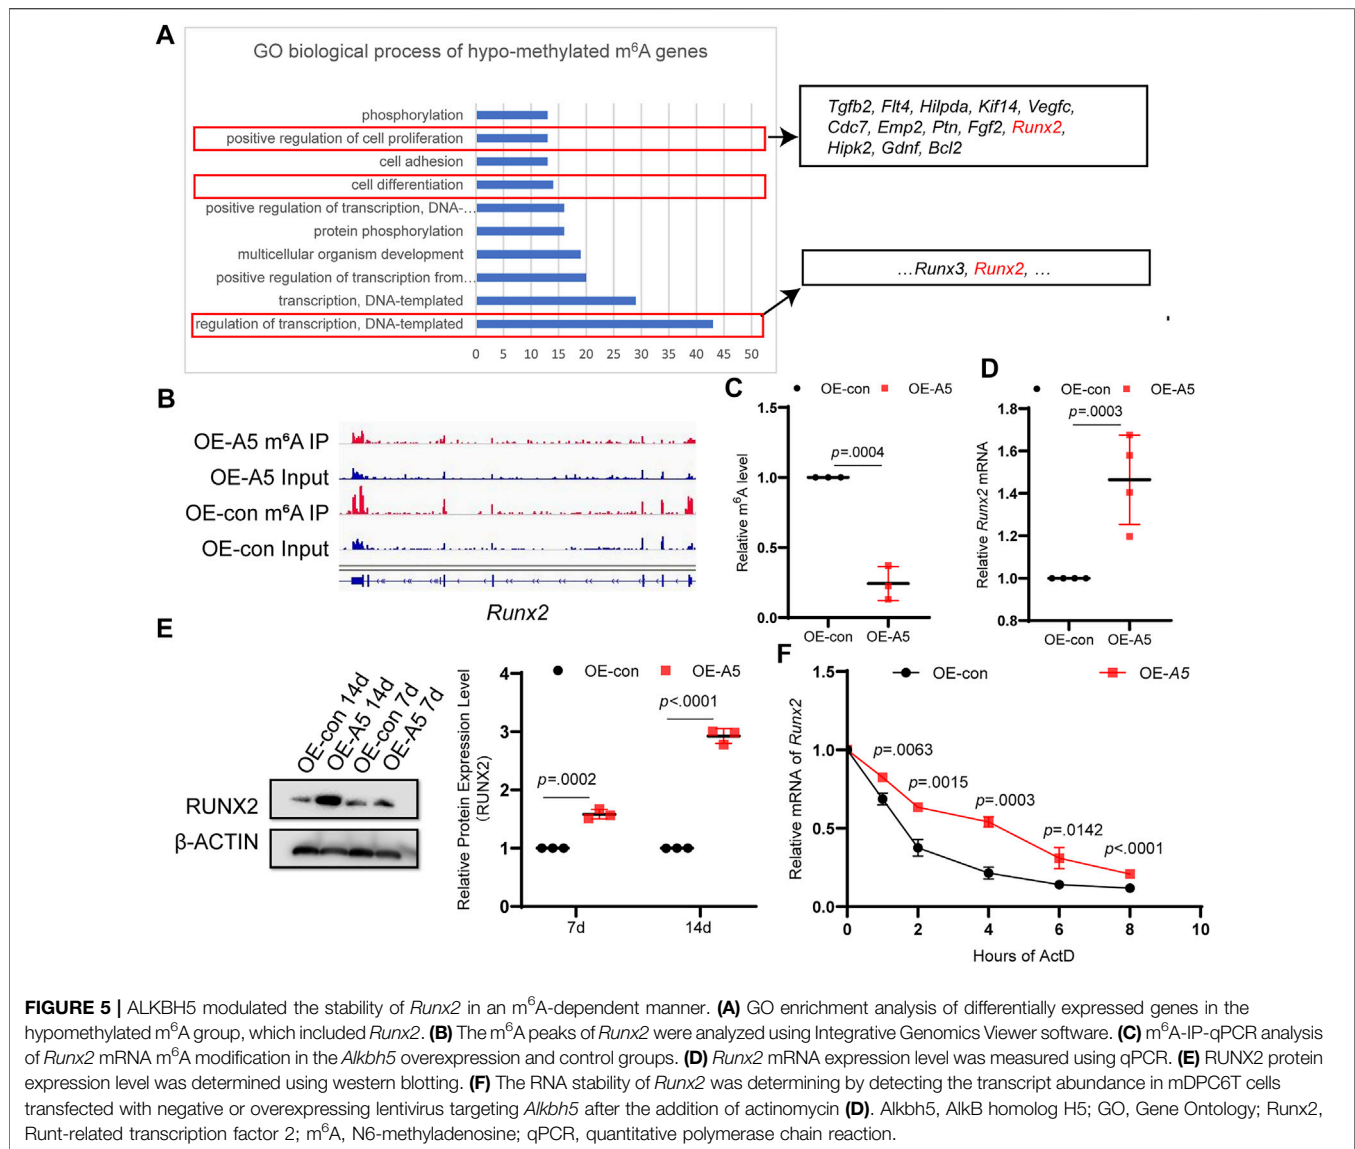 A
GO biological process of hypo-methylated m⁶A genes
phosphorylation
positive regulation of cell proliferation
cell adhesion
cell differentiation
positive regulation of transcription, DNA-...
protein phosphorylation
multicellular organism development
positive regulation of transcription from...
transcription, DNA-templated
regulation of transcription, DNA-templated
0 5 10 15 20 25 30 35 40 45 50
Tgfb2, Flt4, Hilpda, Kif14, Vegfc,
Cdc7, Emp2, Ptn, Fgf2, Runx2,
Hipk2, Gdnf, Bcl2
...Runx3, Runx2, ...
B
OE-A5 m⁶A IP
OE-A5 Input
OE-con m⁶A IP
OE-con Input
Runx2
C
OE-con OE-A5
Relative m⁶A level
1.5
1.0
0.5
0.0
p=.0004
OE-con OE-A5
D
OE-con OE-A5
Relative Runx2 mRNA
1.8
1.6
1.4
1.2
1.0
0.8
p=.0003
OE-con OE-A5
E
OE-con 14d
OE-A5 14d
OE-con 7d
OE-A5 7d
RUNX2
β-ACTIN
OE-con OE-A5
Relative Protein Expression Level
(RUNX2)
4
3
2
1
0
p=.0002
p<.0001
7d 14d
F
OE-con OE-A5
Relative mRNA of Runx2
1.5
1.0
0.5
0.0
p=.0063
p=.0015
p=.0003
p=.0142
p<.0001
0 2 4 6 8 10
Hours of ActD
FIGURE 5 | ALKBH5 modulated the stability of Runx2 in an m⁶A-dependent manner. (A) GO enrichment analysis of differentially expressed genes in the
hypomethylated m⁶A group, which included Runx2. (B) The m⁶A peaks of Runx2 were analyzed using Integrative Genomics Viewer software. (C) m⁶A-IP-qPCR analysis
of Runx2 mRNA m⁶A modification in the Alkbh5 overexpression and control groups. (D) Runx2 mRNA expression level was measured using qPCR. (E) RUNX2 protein
expression level was determined using western blotting. (F) The RNA stability of Runx2 was determining by detecting the transcript abundance in mDPC6T cells
transfected with negative or overexpressing lentivirus targeting Alkbh5 after the addition of actinomycin (D). Alkbh5, AlkB homolog H5; GO, Gene Ontology; Runx2,
Runt-related transcription factor 2; m⁶A, N6-methyladenosine; qPCR, quantitative polymerase chain reaction.